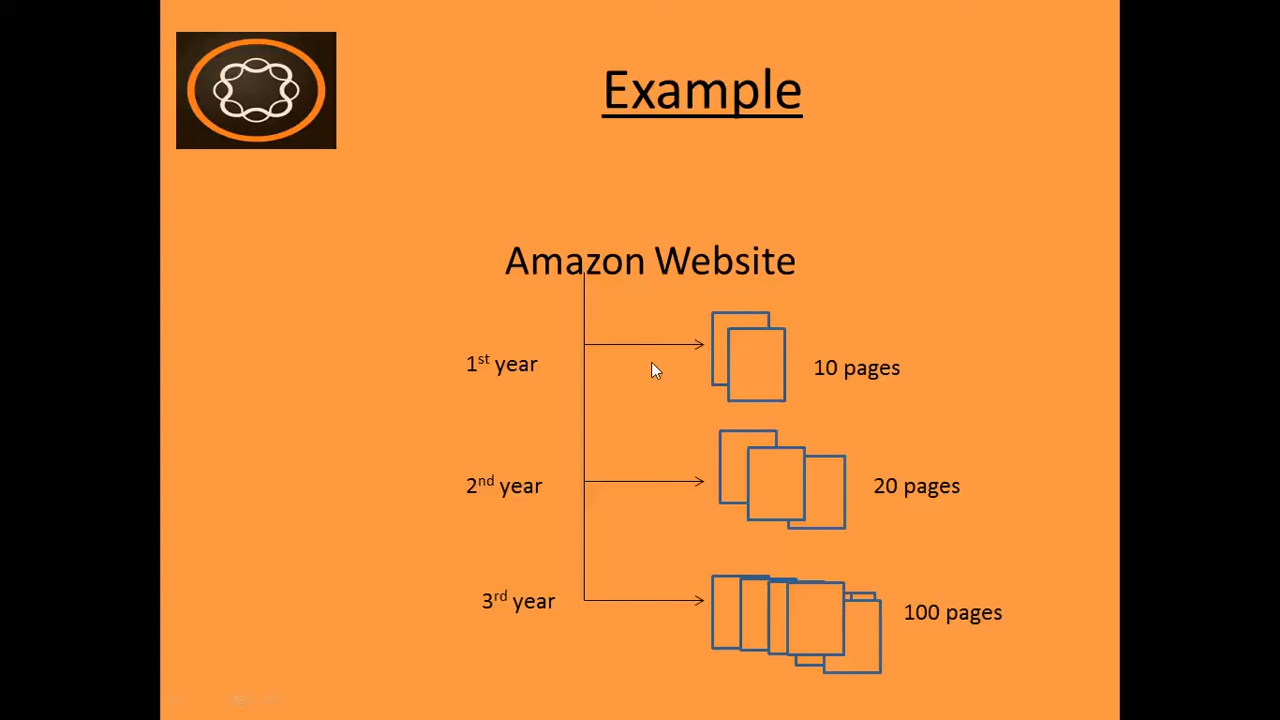 Example
Amazon Website
1st year
10 pages
2nd year
20 pages
3rd year
100 pages